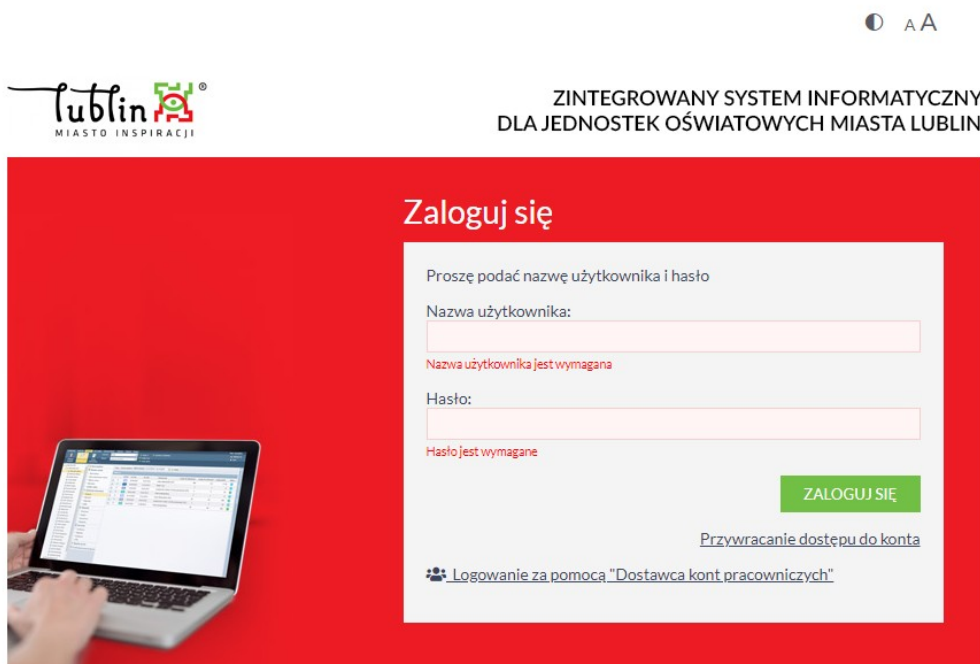 A A
lublin ®
MIASTO INSPIRACJI
ZINTEGROWANY SYSTEM INFORMATYCZNY
DLA JEDNOSTEK OŚWIATOWYCH MIASTA LUBLIN
Zaloguj się
Proszę podać nazwę użytkownika i hasło
Nazwa użytkownika:
Nazwa użytkownika jest wymagana
Hasło:
Hasło jest wymagane
ZALOGUJ SIĘ
Przywracanie dostępu do konta
Logowanie za pomocą "Dostawca kont pracowniczych"